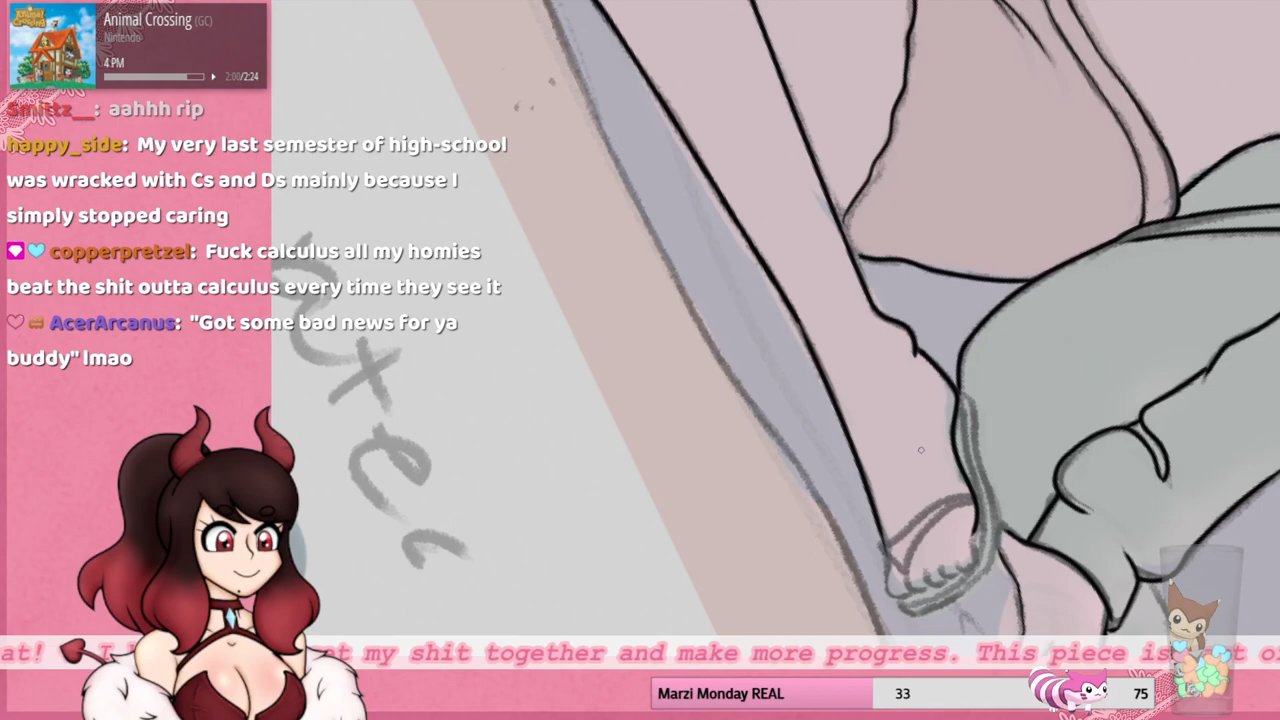 Animal Crossing (GC)
Nintendo
4 PM
2:00/2:24
Smittz__: aahhh rip
happy_side: My very last semester of high-school
was wracked with Cs and Ds mainly because I
simply stopped caring
copperpretzel: Fuck calculus all my homies
beat the shit outta calculus every time they see it
AcerArcanus: "Got some bad news for ya
buddy" lmao
at! my shit together and make more progress. This piece is
Marzi Monday REAL 33 75